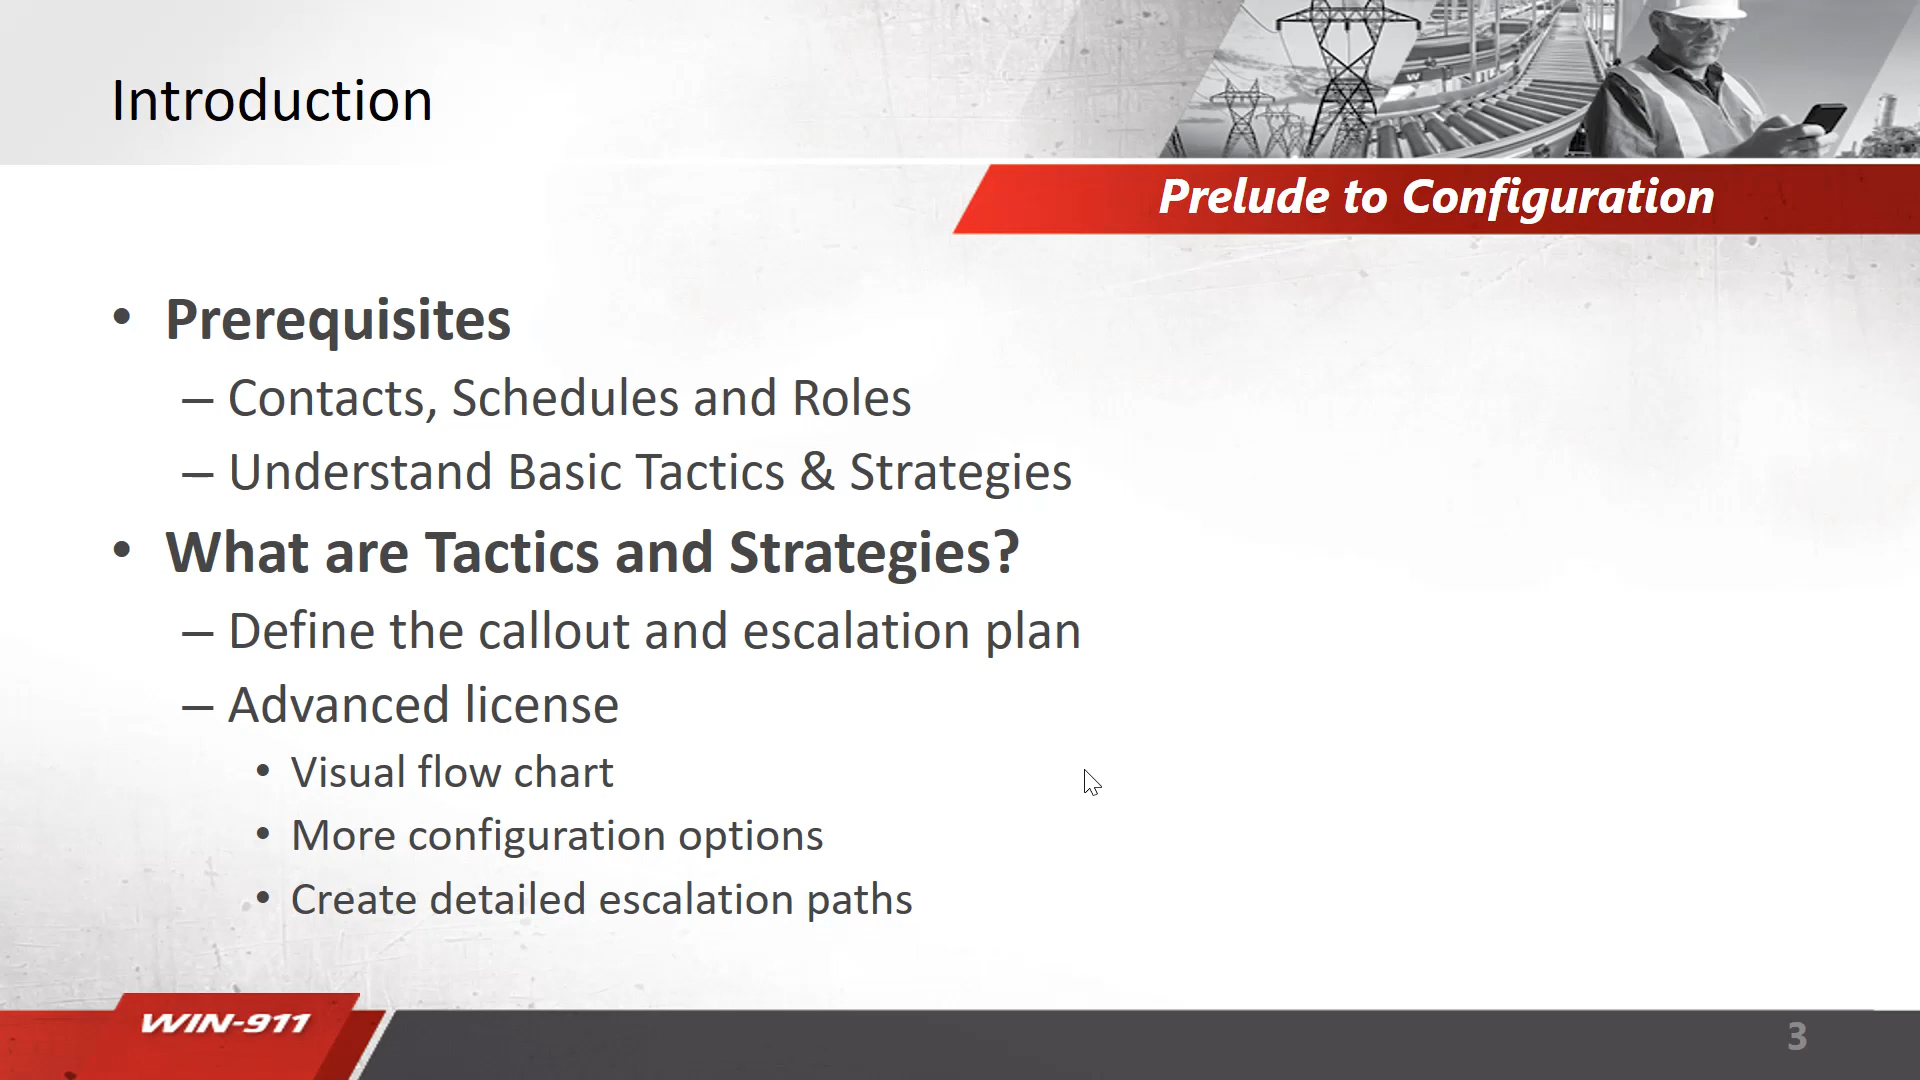 Introduction
Prelude to Configuration
• Prerequisites
– Contacts, Schedules and Roles
– Understand Basic Tactics & Strategies
• What are Tactics and Strategies?
– Define the callout and escalation plan
– Advanced license
• Visual flow chart
• More configuration options
• Create detailed escalation paths
WIN-911
3